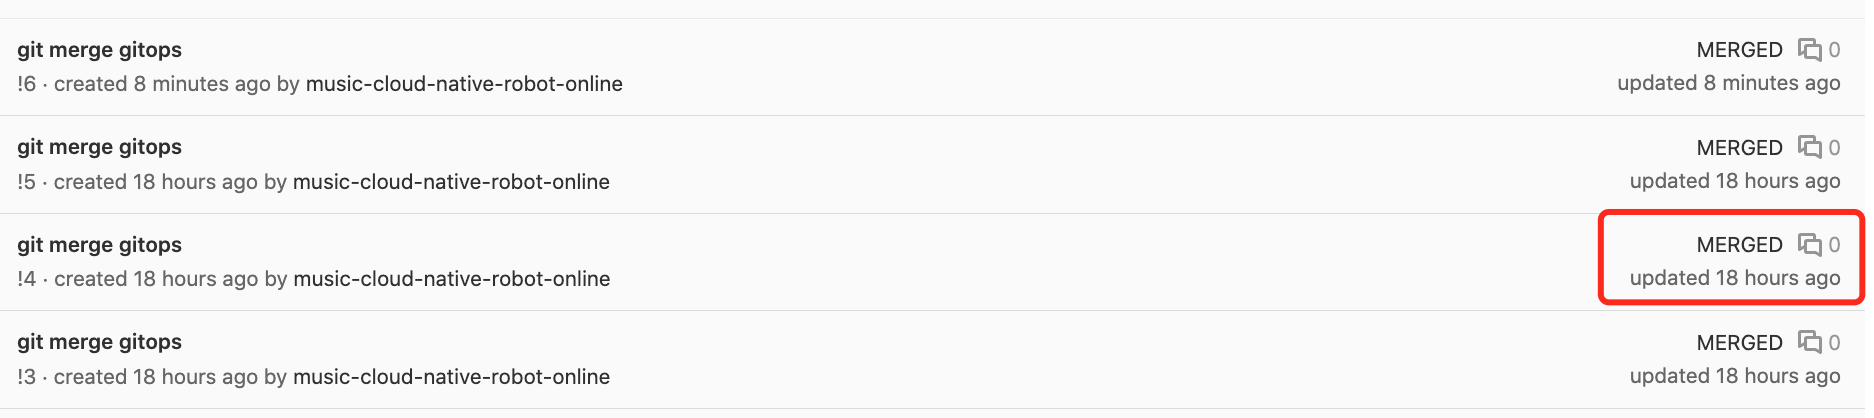 git merge gitops
MERGED 0
!6 · created 8 minutes ago by music-cloud-native-robot-online
updated 8 minutes ago
git merge gitops
MERGED 0
!5 · created 18 hours ago by music-cloud-native-robot-online
updated 18 hours ago
git merge gitops
MERGED 0
!4 · created 18 hours ago by music-cloud-native-robot-online
updated 18 hours ago
git merge gitops
MERGED 0
!3 · created 18 hours ago by music-cloud-native-robot-online
updated 18 hours ago